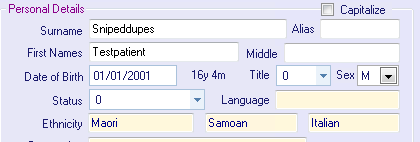 Personal Details Capitalize
Surname Snipeddupes Alias
First Names Testpatient Middle
Date of Birth 01/01/2001 16y 4m Title 0 Sex M
Status 0 Language
Ethnicity Maori Samoan Italian